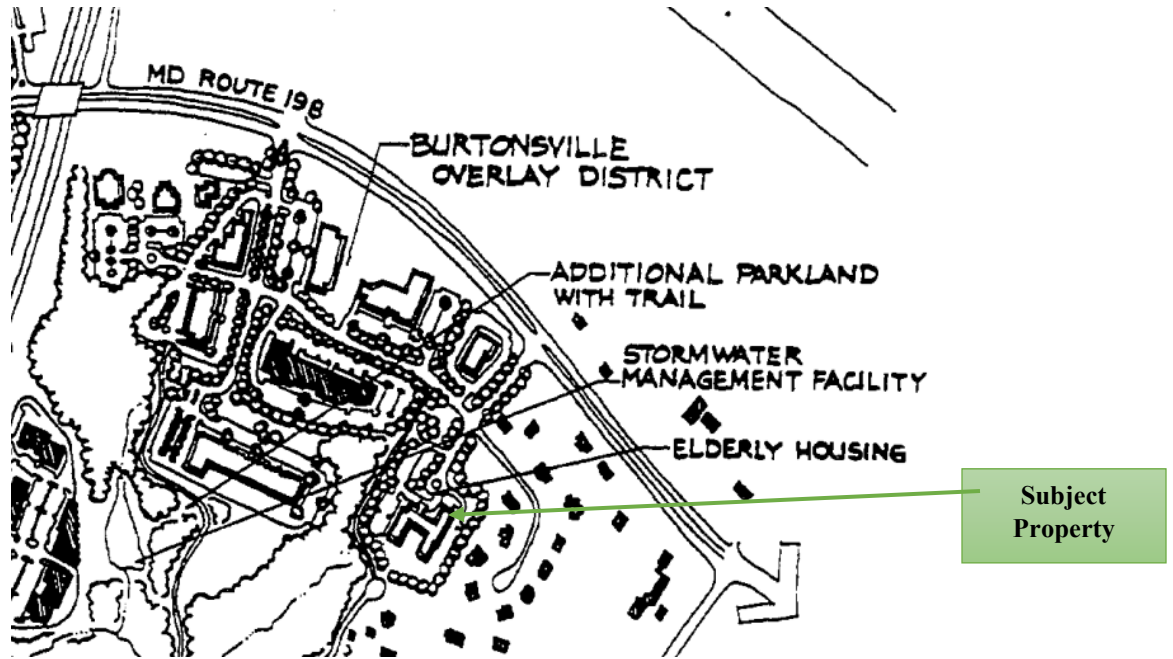 MD ROUTE 198
BURTONSVILLE
OVERLAY DISTRICT
ADDITIONAL PARKLAND
WITH TRAIL
STORMWATER
MANAGEMENT FACILITY
ELDERLY HOUSING
Subject
Property